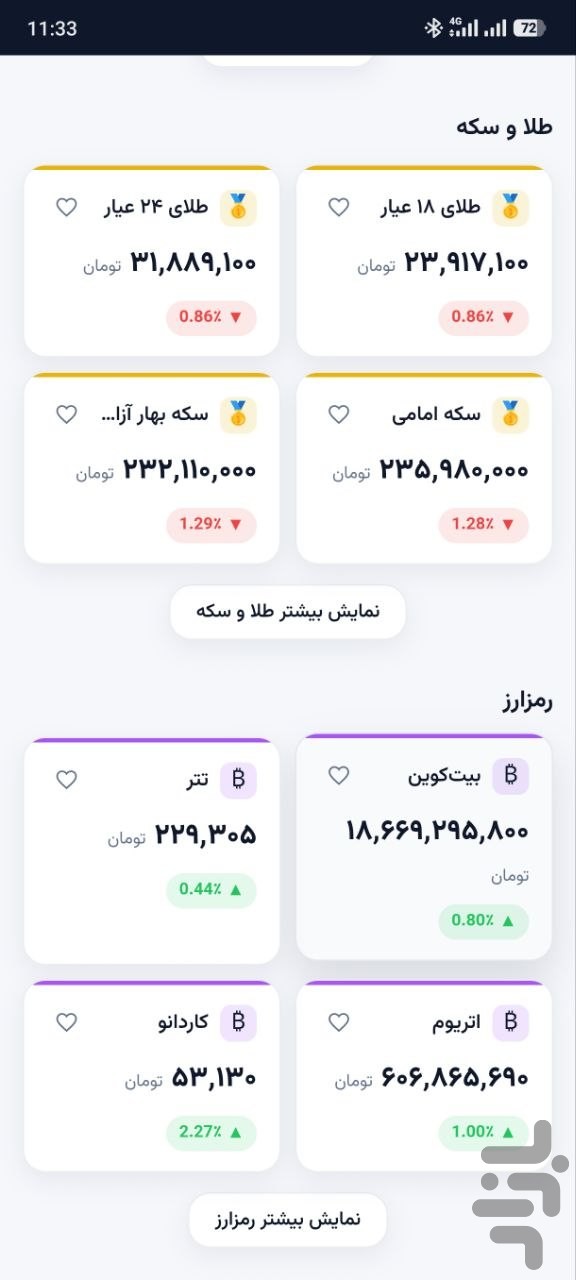 11:33
4G
72
طلا و سکه
طلای ۱۸ عیار
۲۳,۹۱۷,۱۰۰ تومان
▼ 0.86٪
طلای ۲۴ عیار
۳۱,۸۸۹,۱۰۰ تومان
▼ 0.86٪
سکه امامی
۲۳۵,۹۸۰,۰۰۰ تومان
▼ 1.28٪
سکه بهار آزا...
۲۳۲,۱۱۰,۰۰۰ تومان
▼ 1.29٪
نمایش بیشتر طلا و سکه
رمزارز
بیت‌کوین
۱۸,۶۶۹,۲۹۵,۸۰۰
تومان
▲ 0.80٪
تتر
۲۲۹,۳۰۵ تومان
▲ 0.44٪
اتریوم
۶۰۶,۸۶۵,۶۹۰ تومان
▲ 1.00٪
کاردانو
۵۳,۱۳۰ تومان
▲ 2.27٪
نمایش بیشتر رمزارز